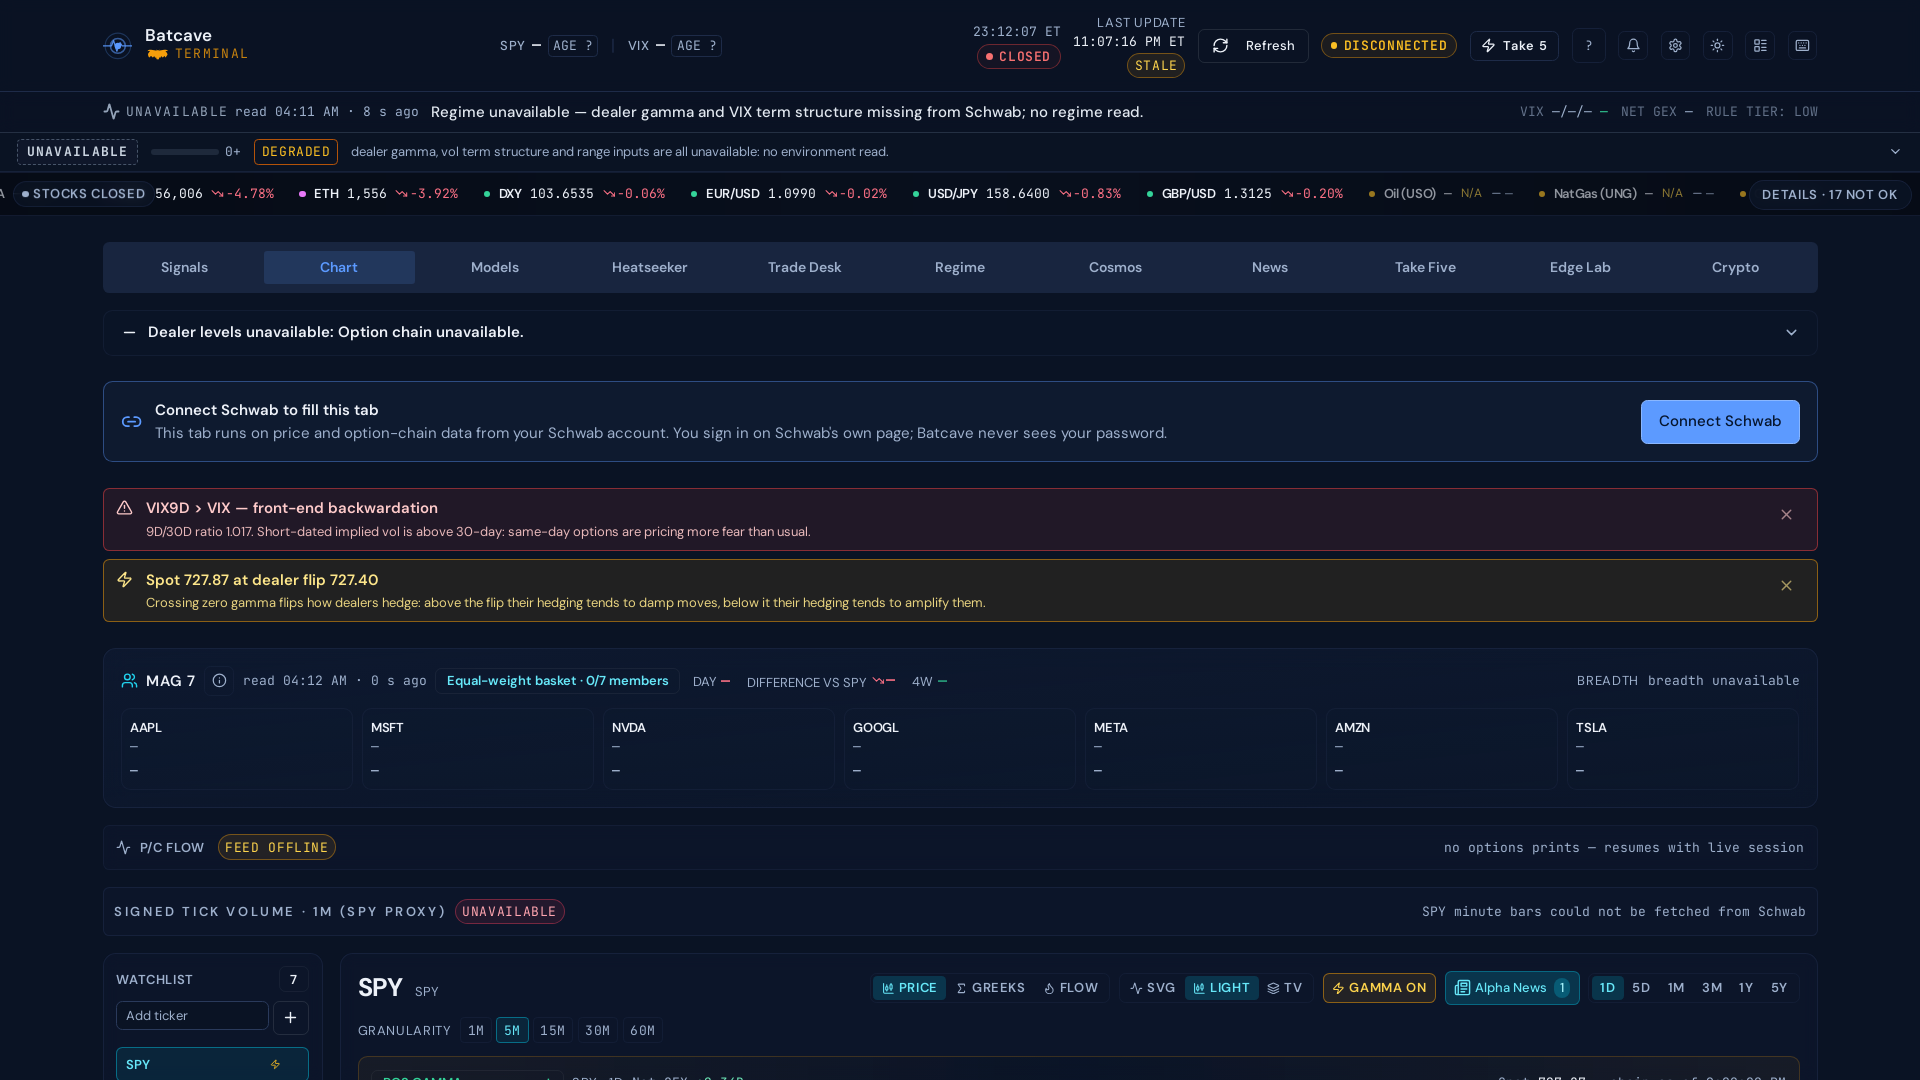 Batcave
TERMINAL
SPY — AGE ?
VIX — AGE ?
23:12:07 ET
CLOSED
LAST UPDATE
11:07:16 PM ET
STALE
Refresh
DISCONNECTED
Take 5
?
UNAVAILABLE read 04:11 AM · 8 s ago Regime unavailable — dealer gamma and VIX term structure missing from Schwab; no regime read.
VIX —/—/— — NET GEX — RULE TIER: LOW
UNAVAILABLE 0+ DEGRADED dealer gamma, vol term structure and range inputs are all unavailable: no environment read.
STOCKS CLOSED 56,006 -4.78% ETH 1,556 -3.92% DXY 103.6535 -0.06% EUR/USD 1.0990 -0.02% USD/JPY 158.6400 -0.83% GBP/USD 1.3125 -0.20% Oil (USO) — N/A —— NatGas (UNG) — N/A —— DETAILS · 17 NOT OK
Signals Chart Models Heatseeker Trade Desk Regime Cosmos News Take Five Edge Lab Crypto
— Dealer levels unavailable: Option chain unavailable.
Connect Schwab to fill this tab
This tab runs on price and option-chain data from your Schwab account. You sign in on Schwab's own page; Batcave never sees your password.
Connect Schwab
VIX9D > VIX — front-end backwardation
9D/30D ratio 1.017. Short-dated implied vol is above 30-day: same-day options are pricing more fear than usual.
Spot 727.87 at dealer flip 727.40
Crossing zero gamma flips how dealers hedge: above the flip their hedging tends to damp moves, below it their hedging tends to amplify them.
MAG 7 read 04:12 AM · 0 s ago Equal-weight basket · 0/7 members DAY — DIFFERENCE VS SPY — 4W —
BREADTH breadth unavailable
AAPL MSFT NVDA GOOGL META AMZN TSLA
— — — — — — —
— — — — — — —
P/C FLOW FEED OFFLINE no options prints — resumes with live session
SIGNED TICK VOLUME · 1M (SPY PROXY) UNAVAILABLE SPY minute bars could not be fetched from Schwab
WATCHLIST 7
Add ticker +
SPY
SPY SPY
PRICE GREEKS FLOW SVG LIGHT TV GAMMA ON Alpha News 1 1D 5D 1M 3M 1Y 5Y
GRANULARITY 1M 5M 15M 30M 60M